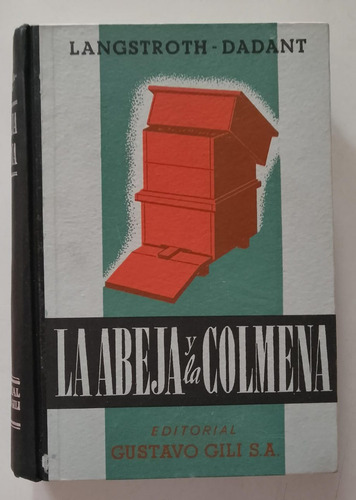 LANGSTROTH - DADANT
LA ABEJA y la COLMENA
EDITORIAL
GUSTAVO GILI S.A.